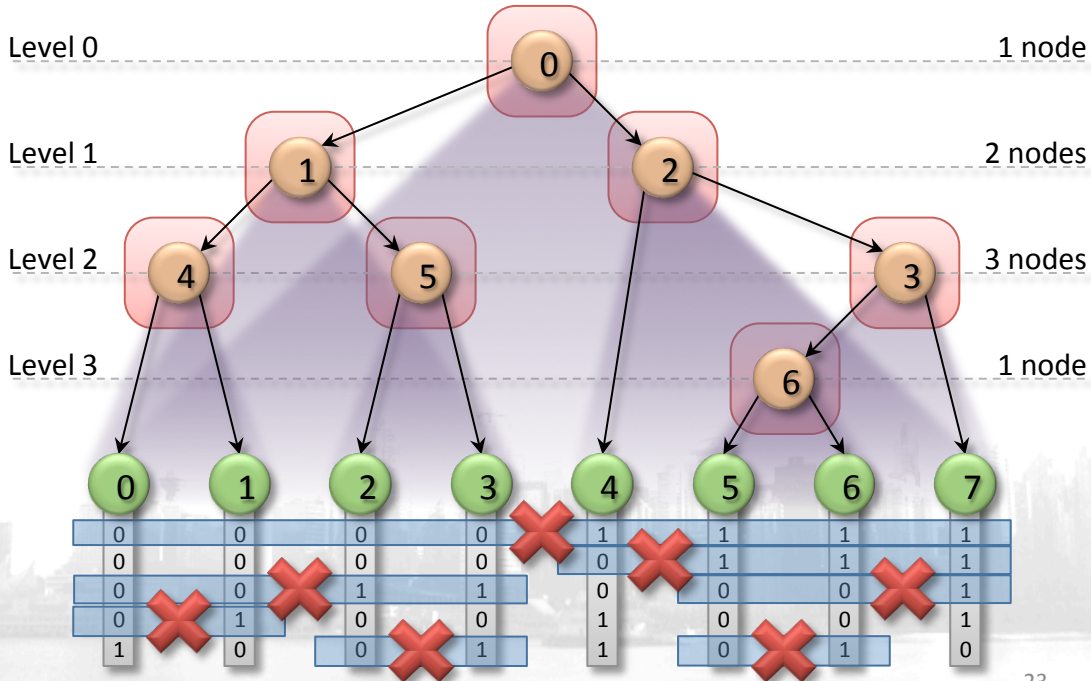 Level 0 0 1 node
Level 1 1 2 2 nodes
Level 2 4 5 3 3 nodes
Level 3 6 1 node
0 1 2 3 4 5 6 7
0 0 0 0 1 1 1 1
0 0 0 0 0 1 1 1
0 0 1 1 0 0 0 1
0 1 0 0 1 0 0 1
1 0 0 1 1 0 1 0
23